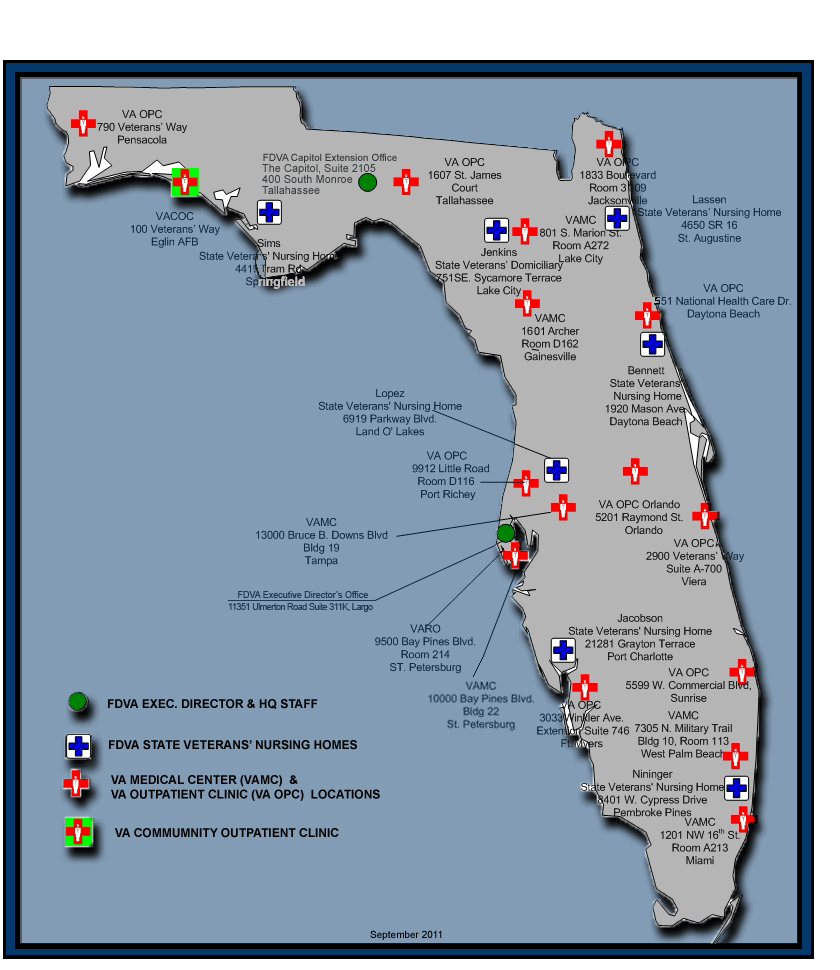 VA OPC
790 Veterans' Way
Pensacola
VACOC
100 Veterans' Way
Eglin AFB
FDVA Capitol Extension Office
The Capitol, Suite 2105
400 South Monroe
Tallahassee
VA OPC
1607 St. James
Court
Tallahassee
Sims
State Veterans' Nursing Home
4419 Tram Rd.
Springfield
VA OPC
1833 Boulevard
Room 3109
Jacksonville
Lassen
State Veterans' Nursing Home
4650 SR 16
St. Augustine
VAMC
801 S. Marion St.
Room A272
Lake City
Jenkins
State Veterans' Domiciliary
751SE. Sycamore Terrace
Lake City
VAMC
1601 Archer
Room D162
Gainesville
VA OPC
551 National Health Care Dr.
Daytona Beach
Bennett
State Veterans
Nursing Home
1920 Mason Ave
Daytona Beach
Lopez
State Veterans' Nursing Home
6919 Parkway Blvd.
Land O' Lakes
VA OPC
9912 Little Road
Room D116
Port Richey
VAMC
13000 Bruce B. Downs Blvd
Bldg 19
Tampa
VA OPC Orlando
5201 Raymond St.
Orlando
VA OPC
2900 Veterans' Way
Suite A-700
Viera
FDVA Executive Director's Office
11351 Ulmerton Road Suite 311K, Largo
VARO
9500 Bay Pines Blvd.
Room 214
ST. Petersburg
VAMC
10000 Bay Pines Blvd.
Bldg 22
St. Petersburg
Jacobson
State Veterans' Nursing Home
21281 Grayton Terrace
Port Charlotte
VA OPC
5599 W. Commercial Blvd,
Sunrise
VA OPC
3033 Winkler Ave.
Extension Suite 746
Ft. Myers
VAMC
7305 N. Military Trail
Bldg 10, Room 113
West Palm Beach
Nininger
State Veterans' Nursing Home
8401 W. Cypress Drive
Pembroke Pines
VAMC
1201 NW 16th St.
Room A213
Miami
FDVA EXEC. DIRECTOR & HQ STAFF
FDVA STATE VETERANS' NURSING HOMES
VA MEDICAL CENTER (VAMC) &
VA OUTPATIENT CLINIC (VA OPC) LOCATIONS
VA COMMUMNITY OUTPATIENT CLINIC
September 2011